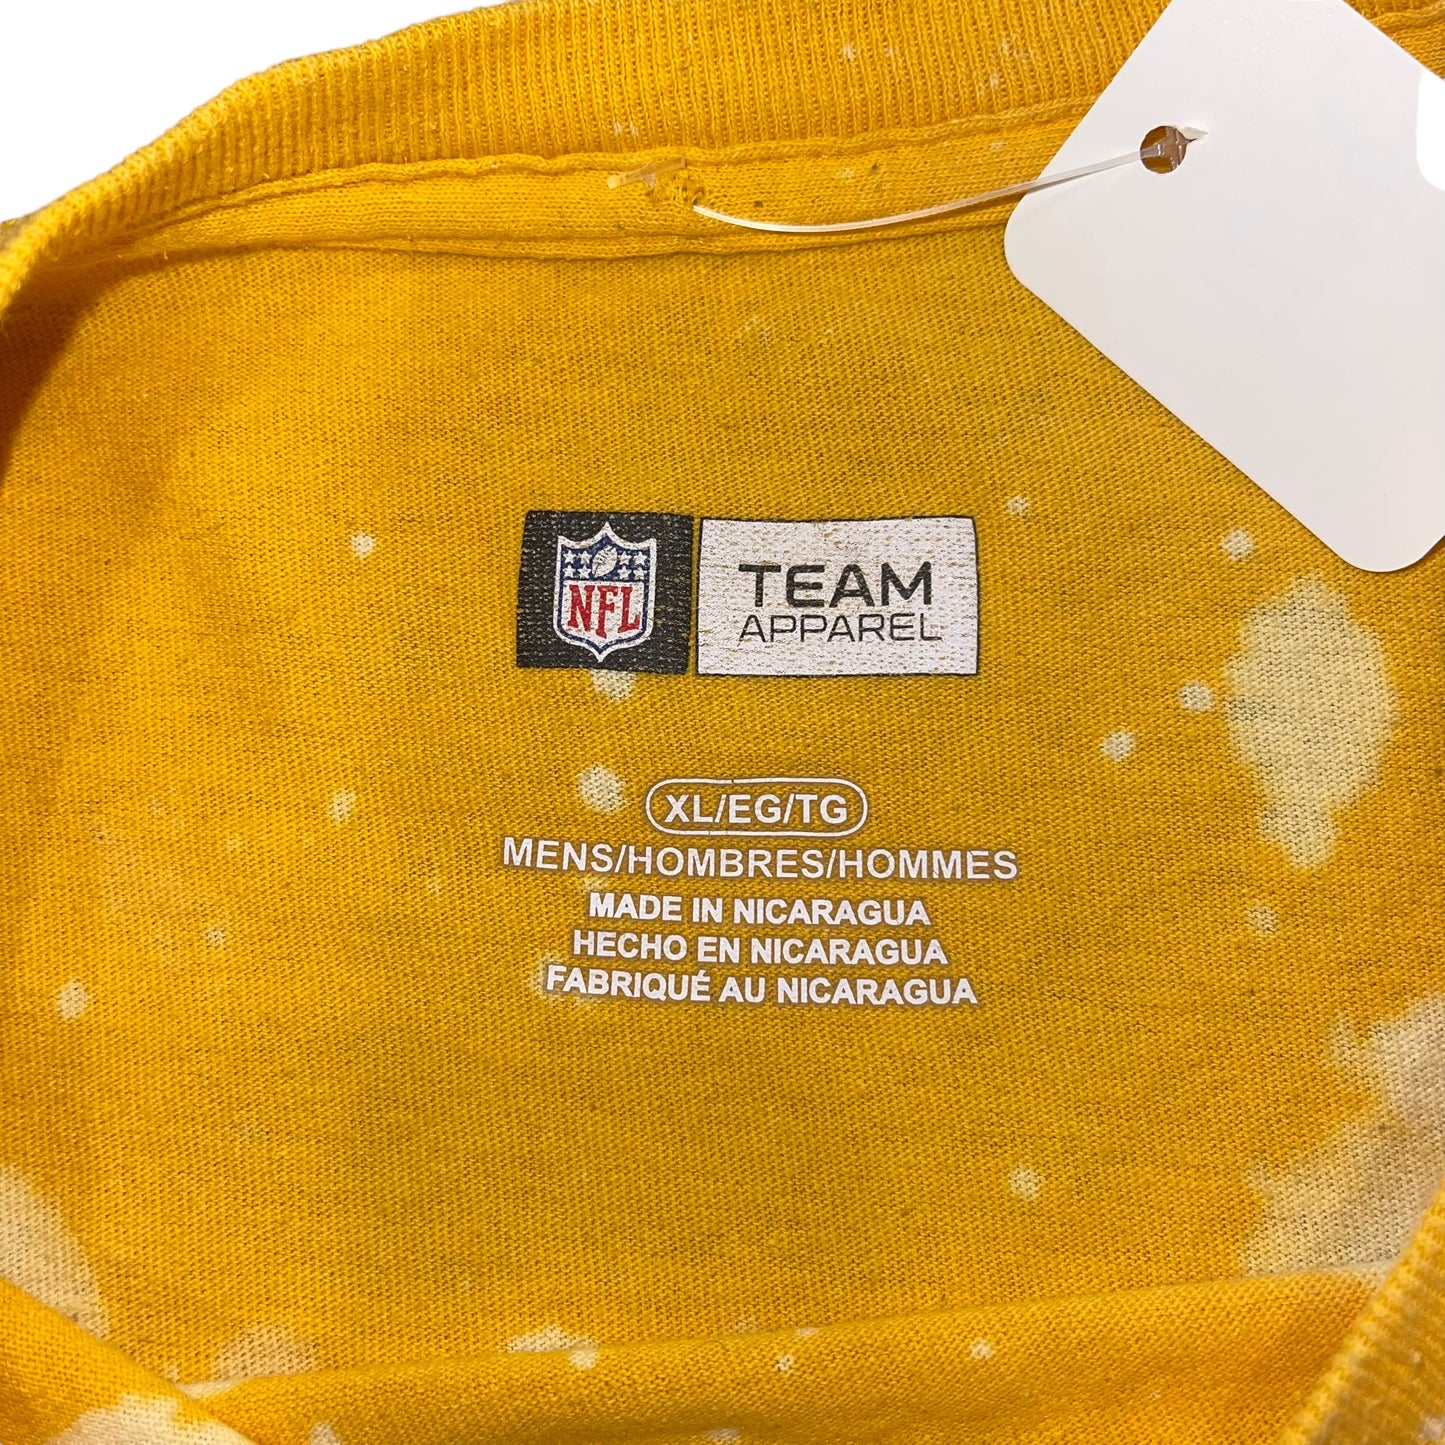 NFL
TEAM
APPAREL
XL/EG/TG
MENS/HOMBRES/HOMMES
MADE IN NICARAGUA
HECHO EN NICARAGUA
FABRIQUÉ AU NICARAGUA